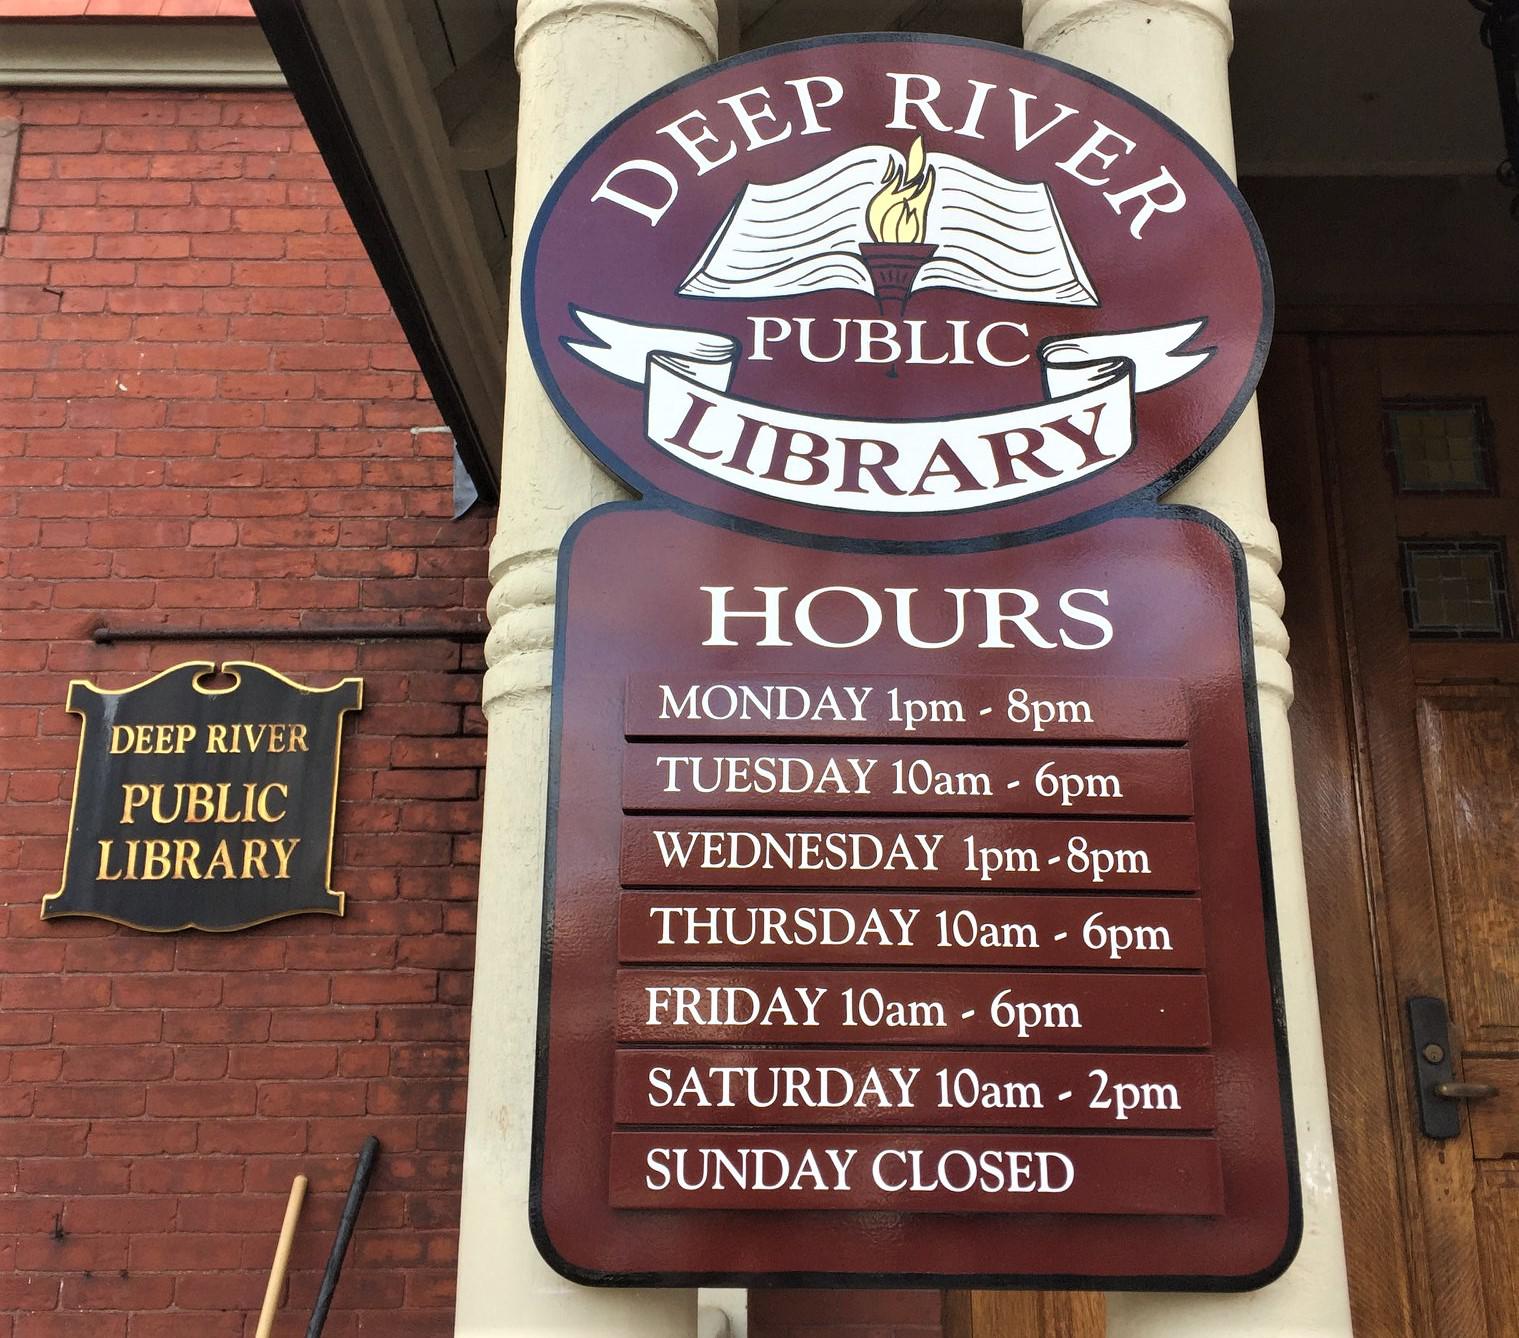 DEEP RIVER
PUBLIC
LIBRARY
HOURS
MONDAY 1pm - 8pm
TUESDAY 10am - 6pm
WEDNESDAY 1pm - 8pm
THURSDAY 10am - 6pm
FRIDAY 10am - 6pm
SATURDAY 10am - 2pm
SUNDAY CLOSED
DEEP RIVER
PUBLIC
LIBRARY